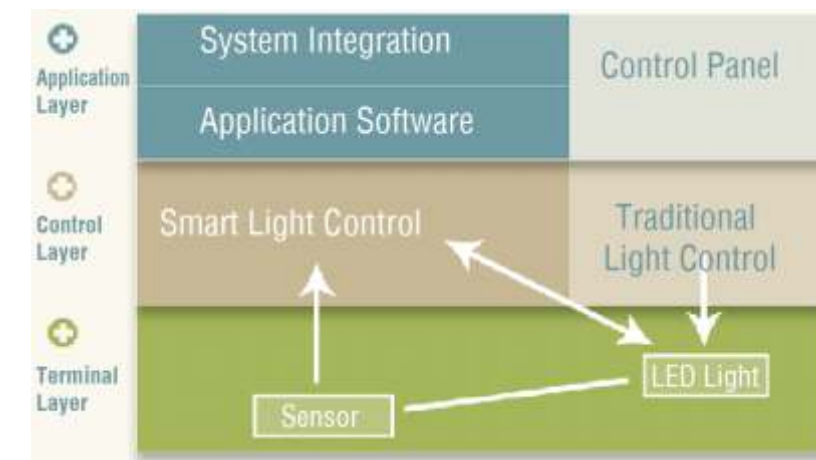 Application
Layer
System Integration
Application Software
Control Panel
Control
Layer
Smart Light Control
Traditional
Light Control
Terminal
Layer
Sensor
LED Light